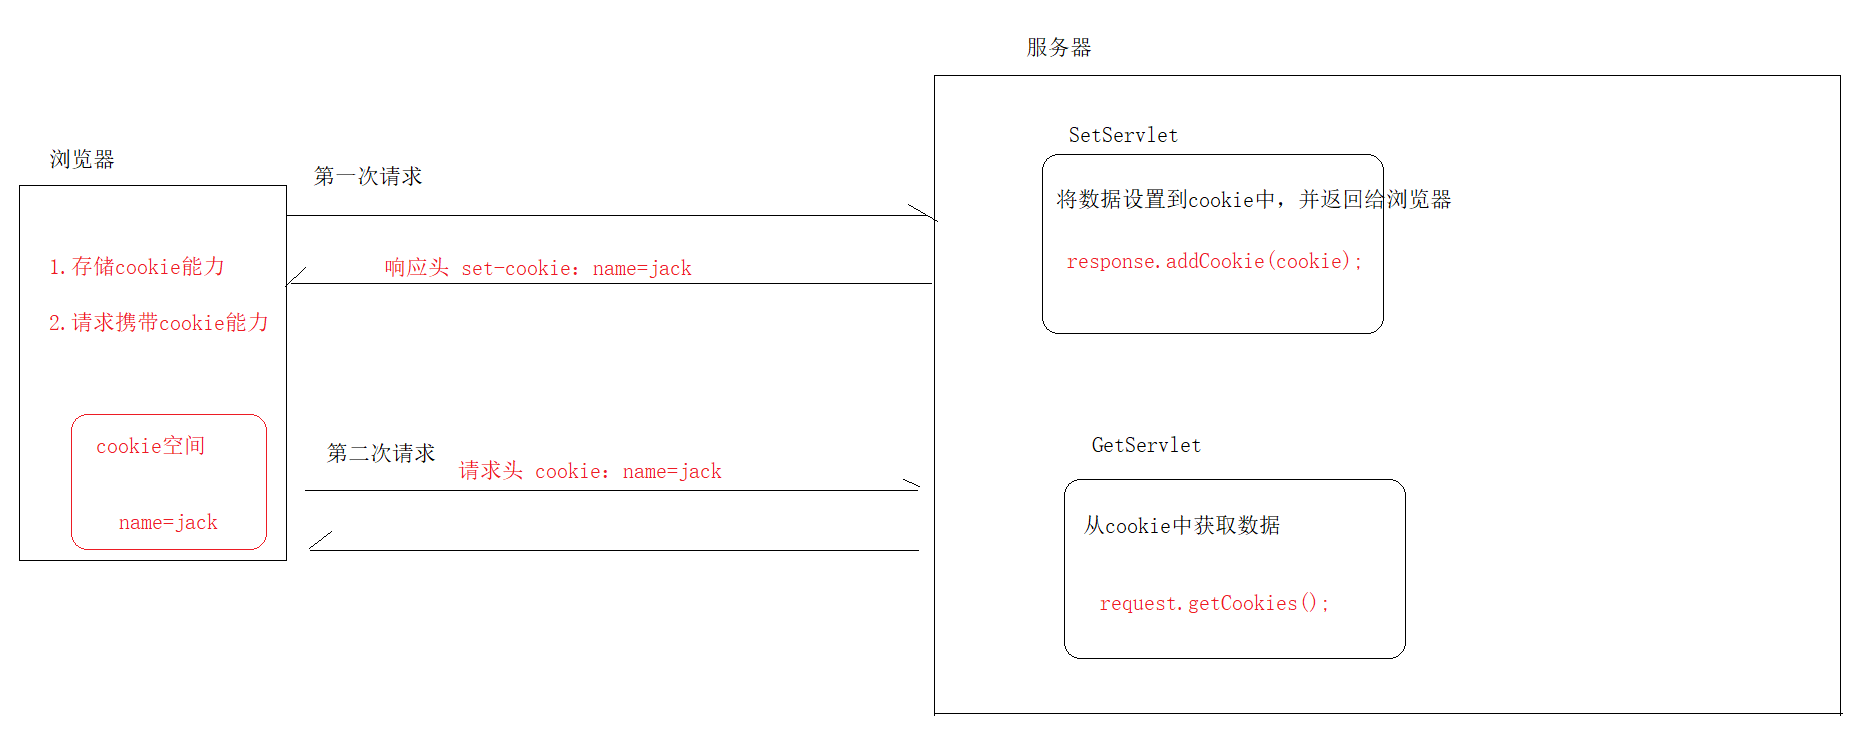 服务器
SetServlet
浏览器
第一次请求
将数据设置到cookie中，并返回给浏览器
response.addCookie(cookie);
1.存储cookie能力
响应头 set-cookie：name=jack
2.请求携带cookie能力
cookie空间
name=jack
第二次请求
请求头 cookie：name=jack
GetServlet
从cookie中获取数据
request.getCookies();